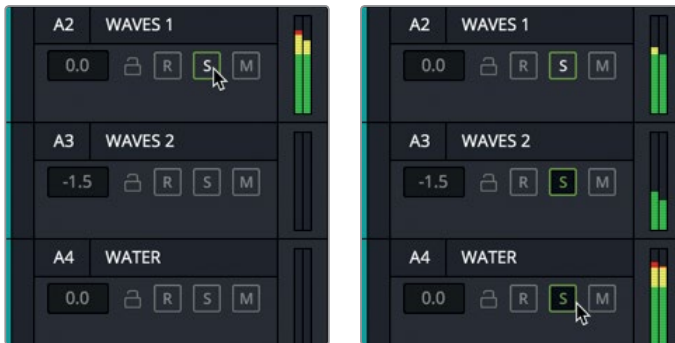 A2 WAVES 1
0.0 R S M
A3 WAVES 2
-1.5 R S M
A4 WATER
0.0 R S M
A2 WAVES 1
0.0 R S M
A3 WAVES 2
-1.5 R S M
A4 WATER
0.0 R S M